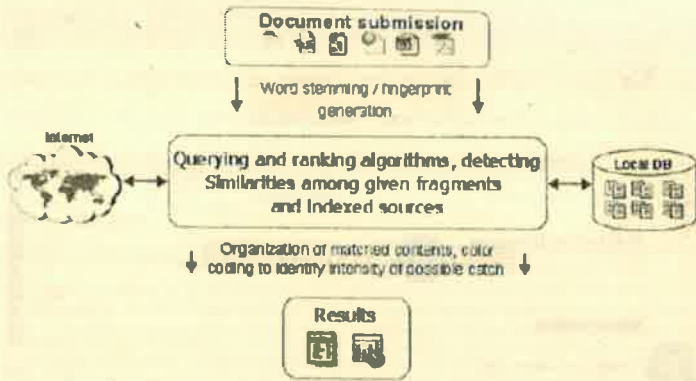 Document submission
Word stemming / fingerprint
generation
Internet
Querying and ranking algorithms, detecting
Similarities among given fragments
and Indexed sources
Local DB
Organization of matched contents, color
coding to identify intensity of possible catch
Results